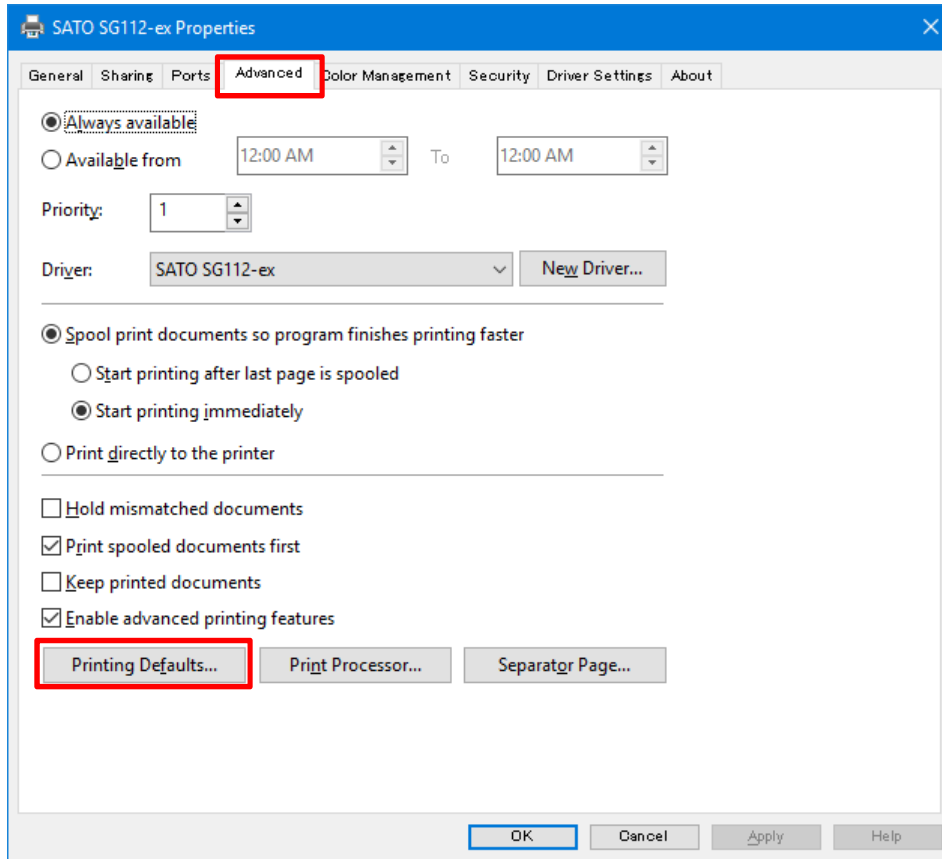 SATO SG112-ex Properties
General Sharing Ports Advanced Color Management Security Driver Settings About
Always available
Available from 12:00 AM To 12:00 AM
Priority: 1
Driver: SATO SG112-ex New Driver...
Spool print documents so program finishes printing faster
Start printing after last page is spooled
Start printing immediately
Print directly to the printer
Hold mismatched documents
Print spooled documents first
Keep printed documents
Enable advanced printing features
Printing Defaults... Print Processor... Separator Page...
OK Cancel Apply Help